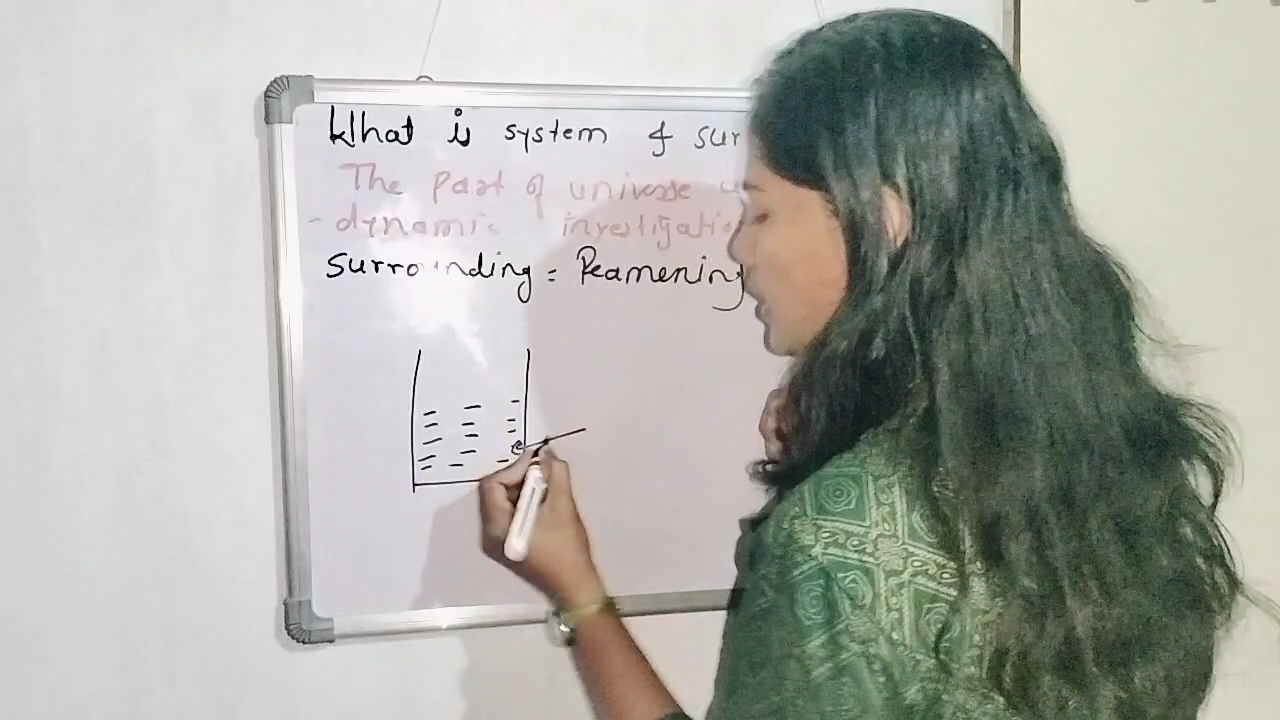 What is system & sur
The part of universe u
- dynamic investigation
Surrounding = Reamening